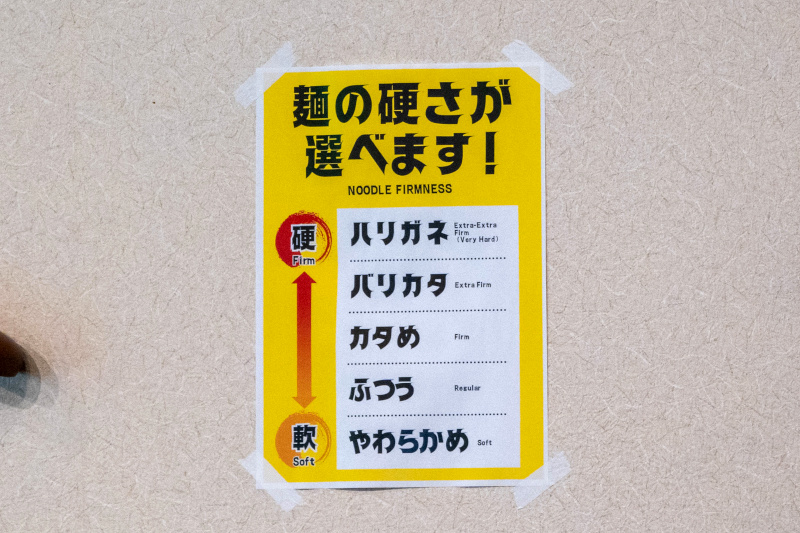 麺の硬さが
選べます！
NOODLE FIRMNESS
硬
Firm
ハリガネ Extra-Extra
Firm
(Very Hard)
バリカタ Extra Firm
カタめ Firm
ふつう Regular
軟
Soft
やわらかめ Soft